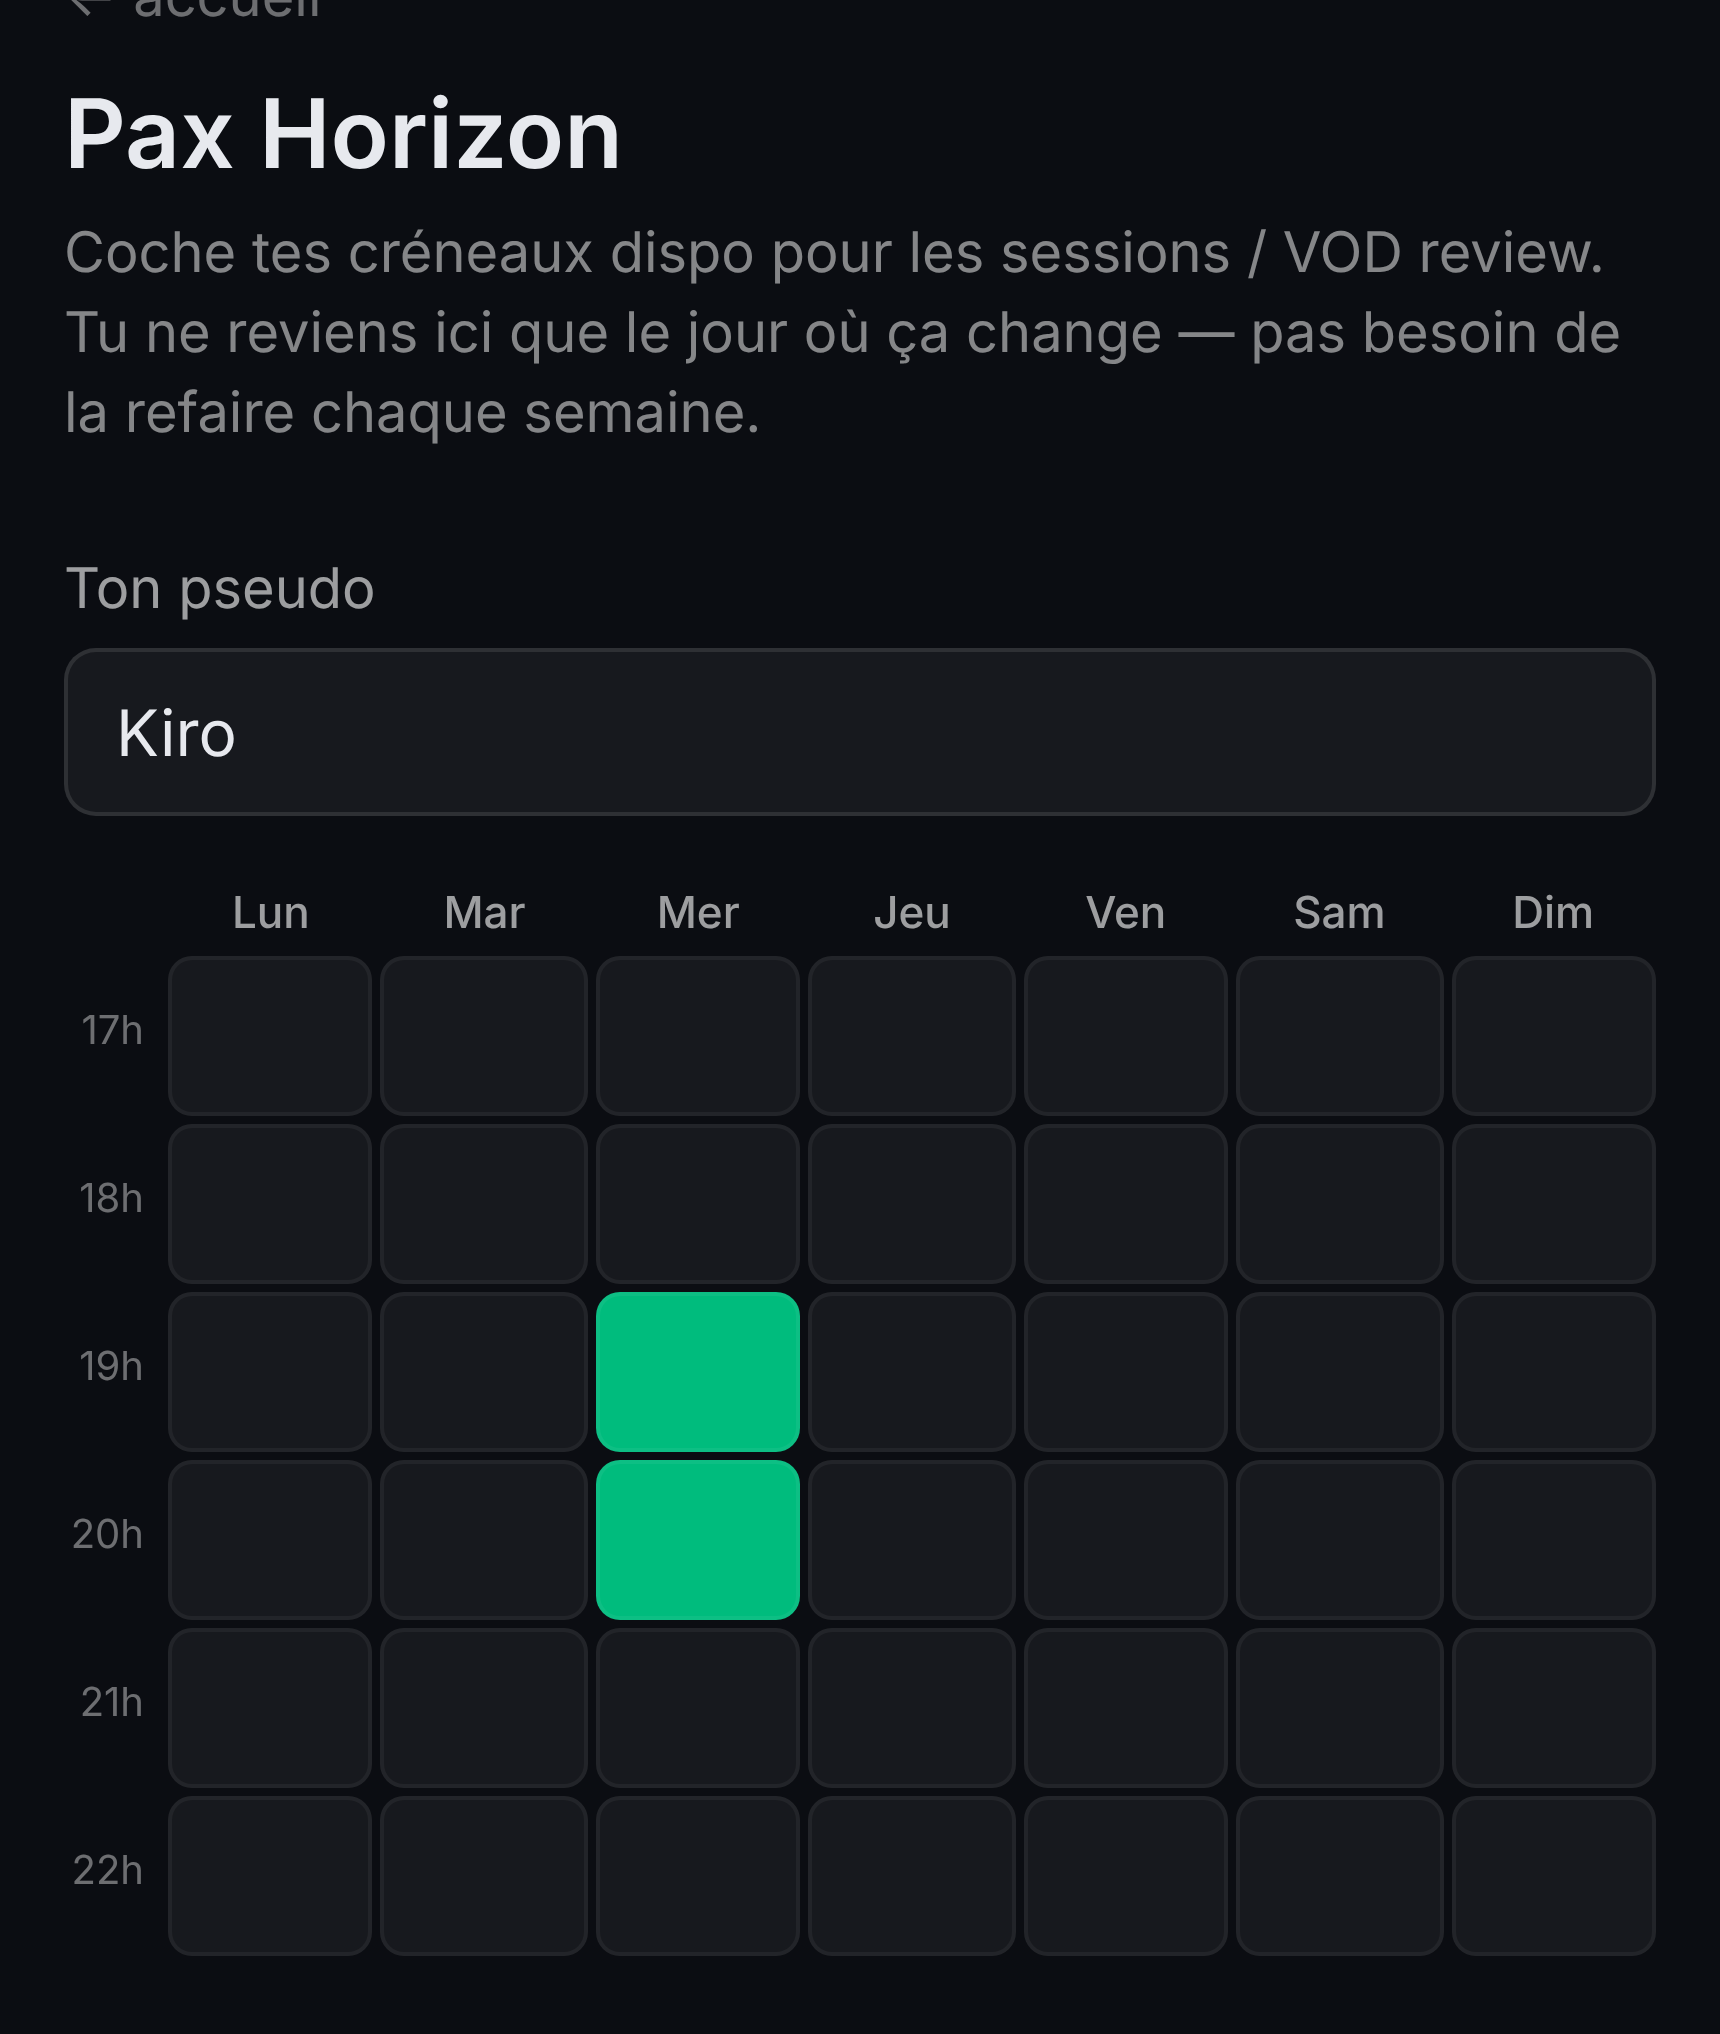 ← accueil
Pax Horizon
Coche tes créneaux dispo pour les sessions / VOD review.
Tu ne reviens ici que le jour où ça change — pas besoin de
la refaire chaque semaine.
Ton pseudo
Kiro
Lun Mar Mer Jeu Ven Sam Dim
17h
18h
19h
20h
21h
22h